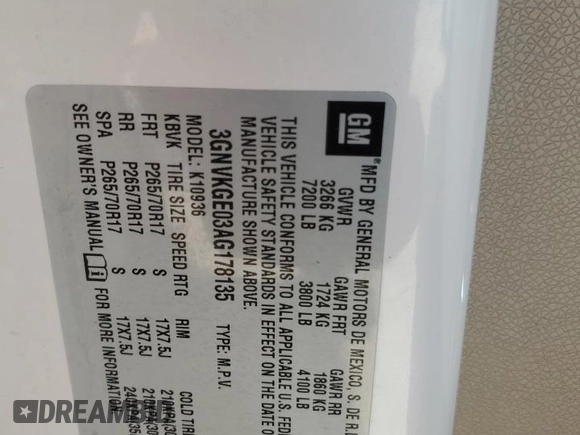 GM
MFD BY GENERAL MOTORS DE MEXICO, S. DE R.L.
GVWR GAWR FRT GAWR RR
3266 KG 1724 KG 1860 KG
7200 LB 3800 LB 4100 LB
THIS VEHICLE CONFORMS TO ALL APPLICABLE U.S. FED
VEHICLE SAFETY STANDARDS IN EFFECT ON THE DATE O
MANUFACTURE SHOWN ABOVE.
3GNVKGE03AG178135 TYPE: M.P.V.
MODEL: K10936
KBVK TIRE SIZE SPEED RTG RIM COLD TIR
FRT P265/70R17 S 17X7.5J
RR P265/70R17 S 17X7.5J
SPA P265/70R17 S 17X7.5J
SEE OWNER'S MANUAL FOR MORE INFORMATION.
DREAM